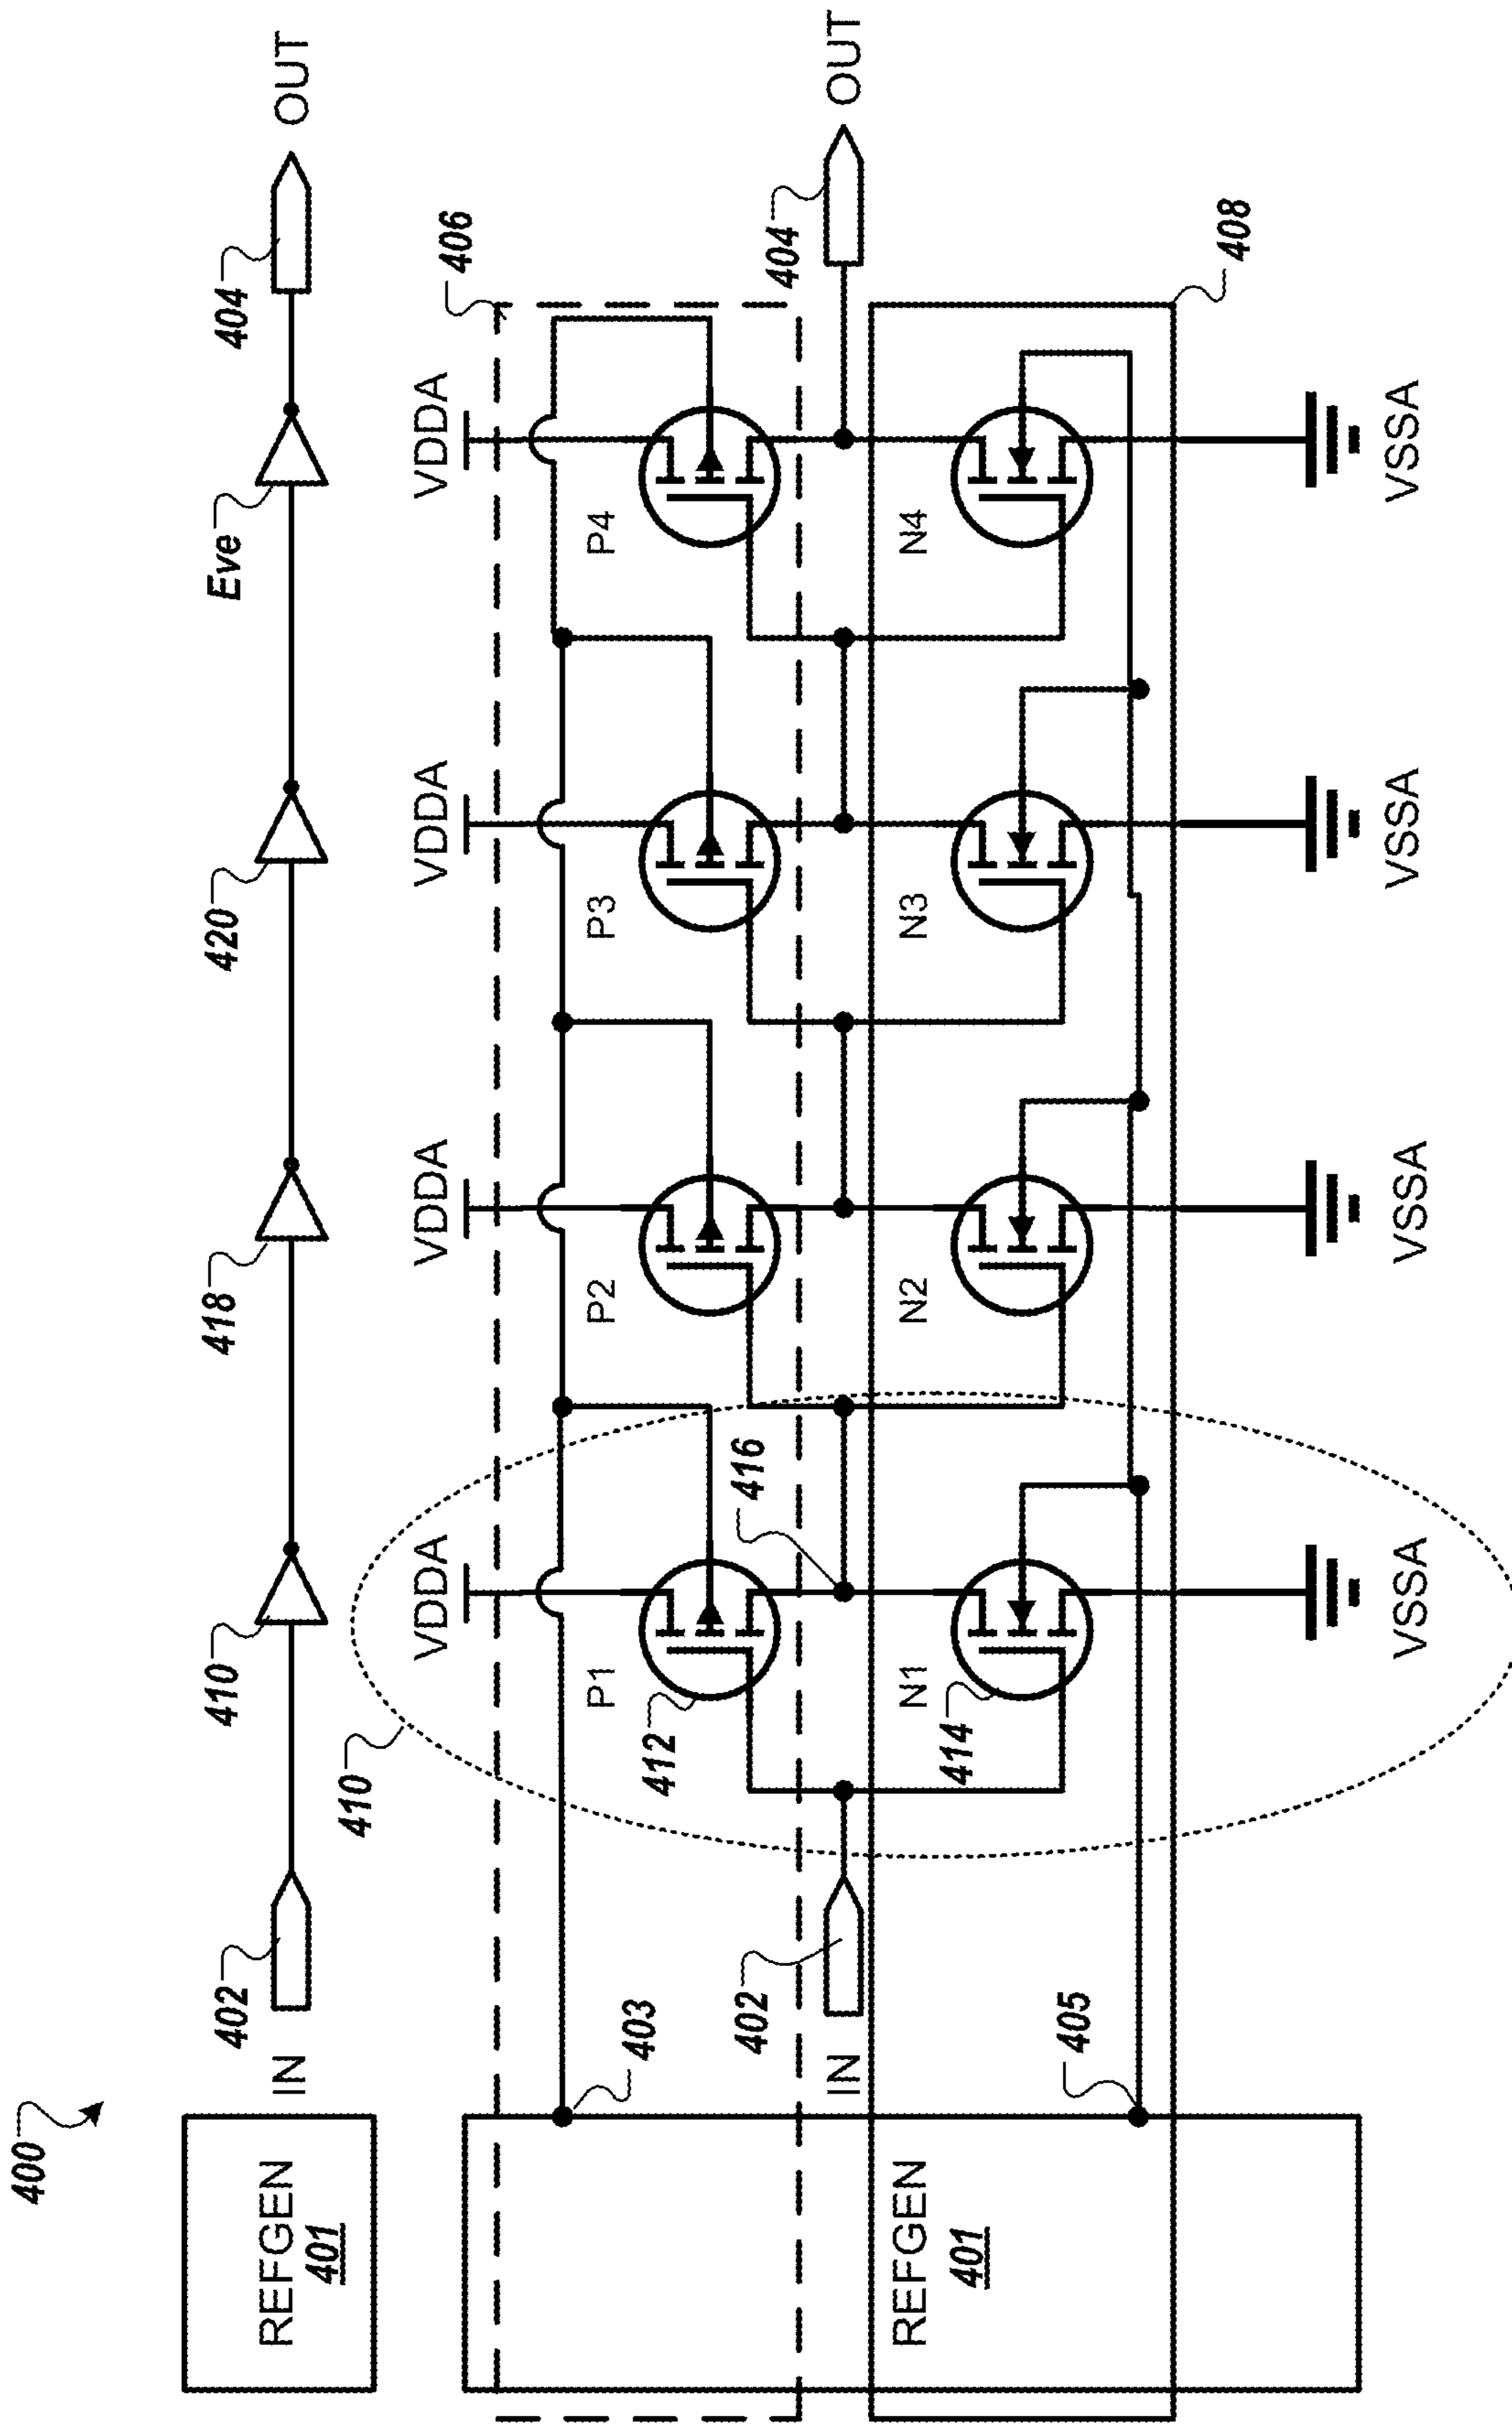 400
REFGEN
401
IN
402
410
418
420
Eve
404
OUT
406
VDDA
VDDA
VDDA
VDDA
410
P1
P2
P3
P4
412
403
416
REFGEN
401
IN
402
404
OUT
N1
N2
N3
N4
414
405
408
VSSA
VSSA
VSSA
VSSA